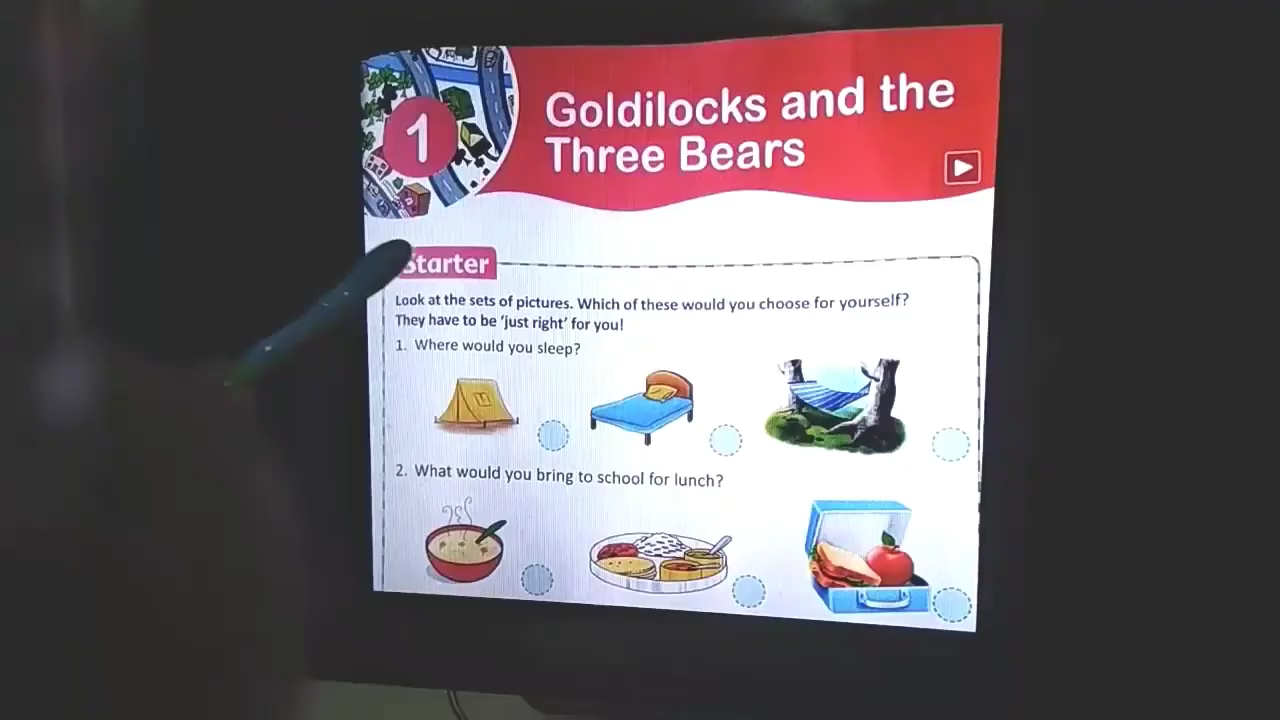 1
Goldilocks and the
Three Bears
Starter
Look at the sets of pictures. Which of these would you choose for yourself?
They have to be ‘just right’ for you!
1. Where would you sleep?
2. What would you bring to school for lunch?